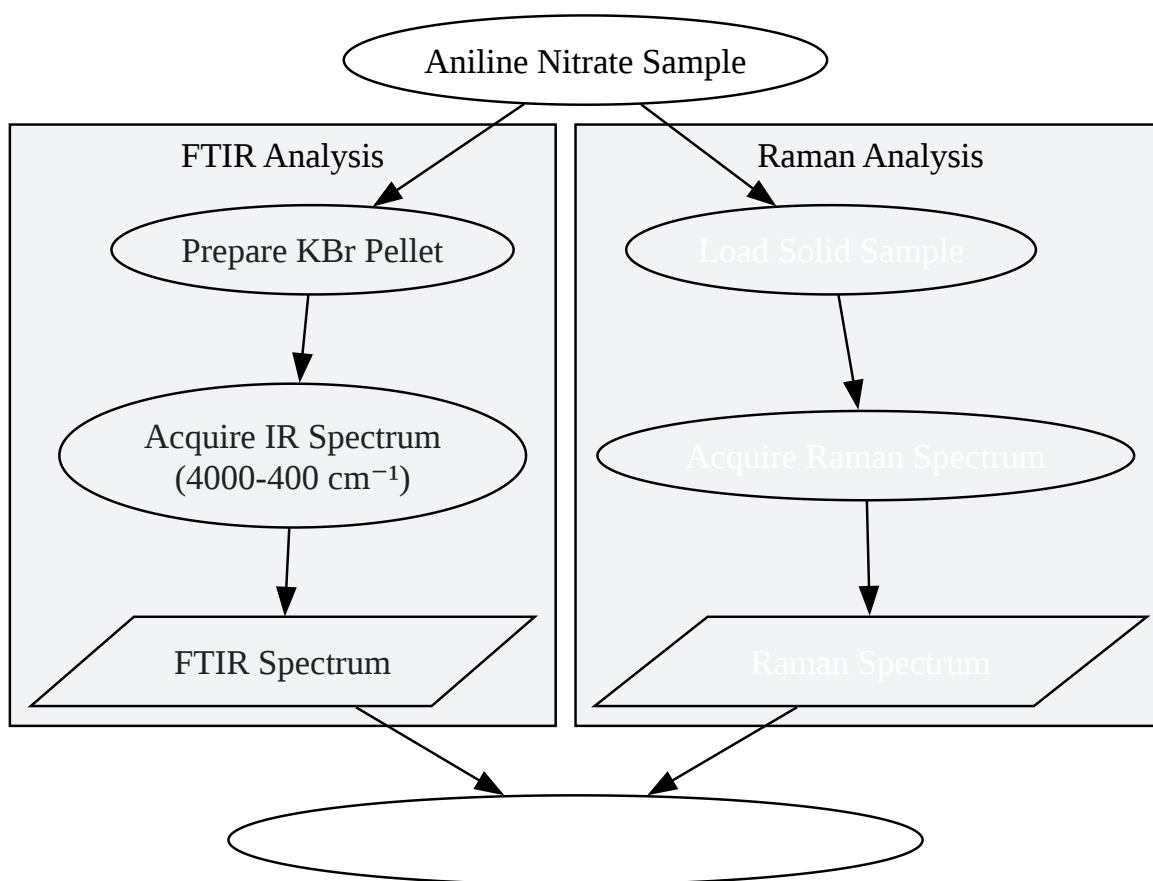 Aniline Nitrate Sample
FTIR Analysis
Prepare KBr Pellet
Acquire IR Spectrum
(4000-400 cm⁻¹)
FTIR Spectrum
Raman Analysis
Load Solid Sample
Acquire Raman Spectrum
Raman Spectrum